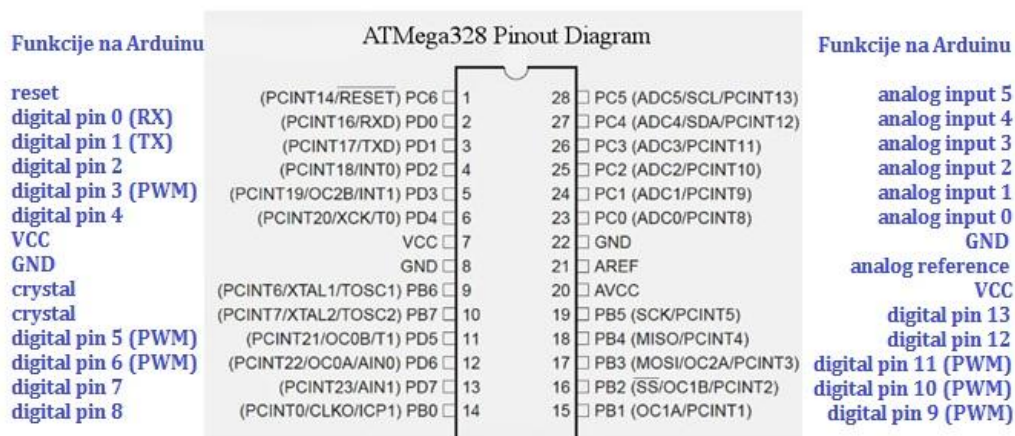 ATMega328 Pinout Diagram
Funkcije na Arduinu
reset
digital pin 0 (RX)
digital pin 1 (TX)
digital pin 2
digital pin 3 (PWM)
digital pin 4
VCC
GND
crystal
crystal
digital pin 5 (PWM)
digital pin 6 (PWM)
digital pin 7
digital pin 8
(PCINT14/RESET) PC6 1
(PCINT16/RXD) PD0 2
(PCINT17/TXD) PD1 3
(PCINT18/INT0) PD2 4
(PCINT19/OC2B/INT1) PD3 5
(PCINT20/XCK/T0) PD4 6
VCC 7
GND 8
(PCINT6/XTAL1/TOSC1) PB6 9
(PCINT7/XTAL2/TOSC2) PB7 10
(PCINT21/OC0B/T1) PD5 11
(PCINT22/OC0A/AIN0) PD6 12
(PCINT23/AIN1) PD7 13
(PCINT0/CLKO/ICP1) PB0 14
28 PC5 (ADC5/SCL/PCINT13)
27 PC4 (ADC4/SDA/PCINT12)
26 PC3 (ADC3/PCINT11)
25 PC2 (ADC2/PCINT10)
24 PC1 (ADC1/PCINT9)
23 PC0 (ADC0/PCINT8)
22 GND
21 AREF
20 AVCC
19 PB5 (SCK/PCINT5)
18 PB4 (MISO/PCINT4)
17 PB3 (MOSI/OC2A/PCINT3)
16 PB2 (SS/OC1B/PCINT2)
15 PB1 (OC1A/PCINT1)
Funkcije na Arduinu
analog input 5
analog input 4
analog input 3
analog input 2
analog input 1
analog input 0
GND
analog reference
VCC
digital pin 13
digital pin 12
digital pin 11 (PWM)
digital pin 10 (PWM)
digital pin 9 (PWM)